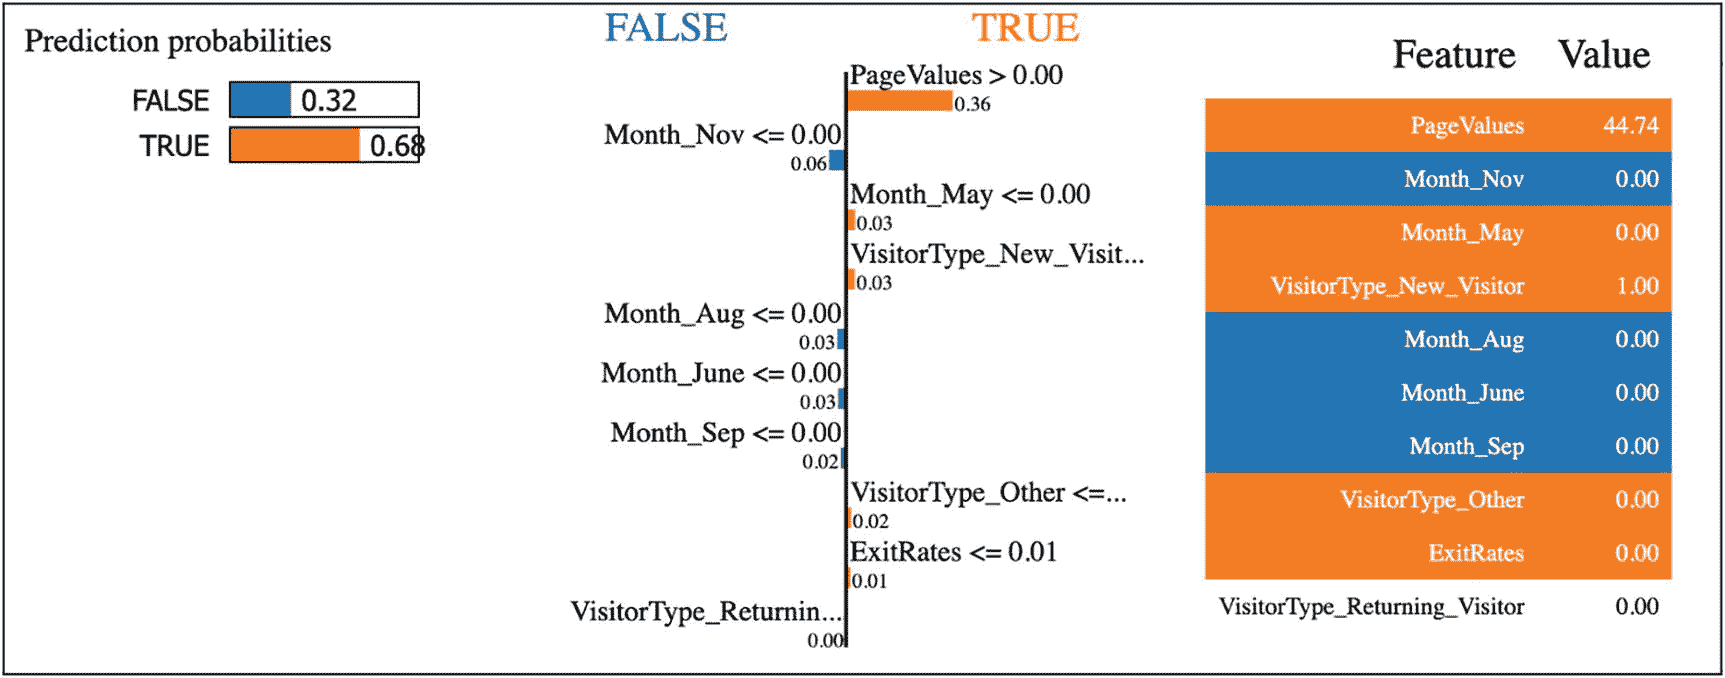 Prediction probabilities
FALSE 0.32
TRUE 0.68
FALSE TRUE
PageValues > 0.00
0.36
Month_Nov <= 0.00
0.06
Month_May <= 0.00
0.03
VisitorType_New_Visit...
0.03
Month_Aug <= 0.00
0.03
Month_June <= 0.00
0.03
Month_Sep <= 0.00
0.02
VisitorType_Other <=...
0.02
ExitRates <= 0.01
0.01
VisitorType_Returnin...
0.00
Feature Value
PageValues 44.74
Month_Nov 0.00
Month_May 0.00
VisitorType_New_Visitor 1.00
Month_Aug 0.00
Month_June 0.00
Month_Sep 0.00
VisitorType_Other 0.00
ExitRates 0.00
VisitorType_Returning_Visitor 0.00